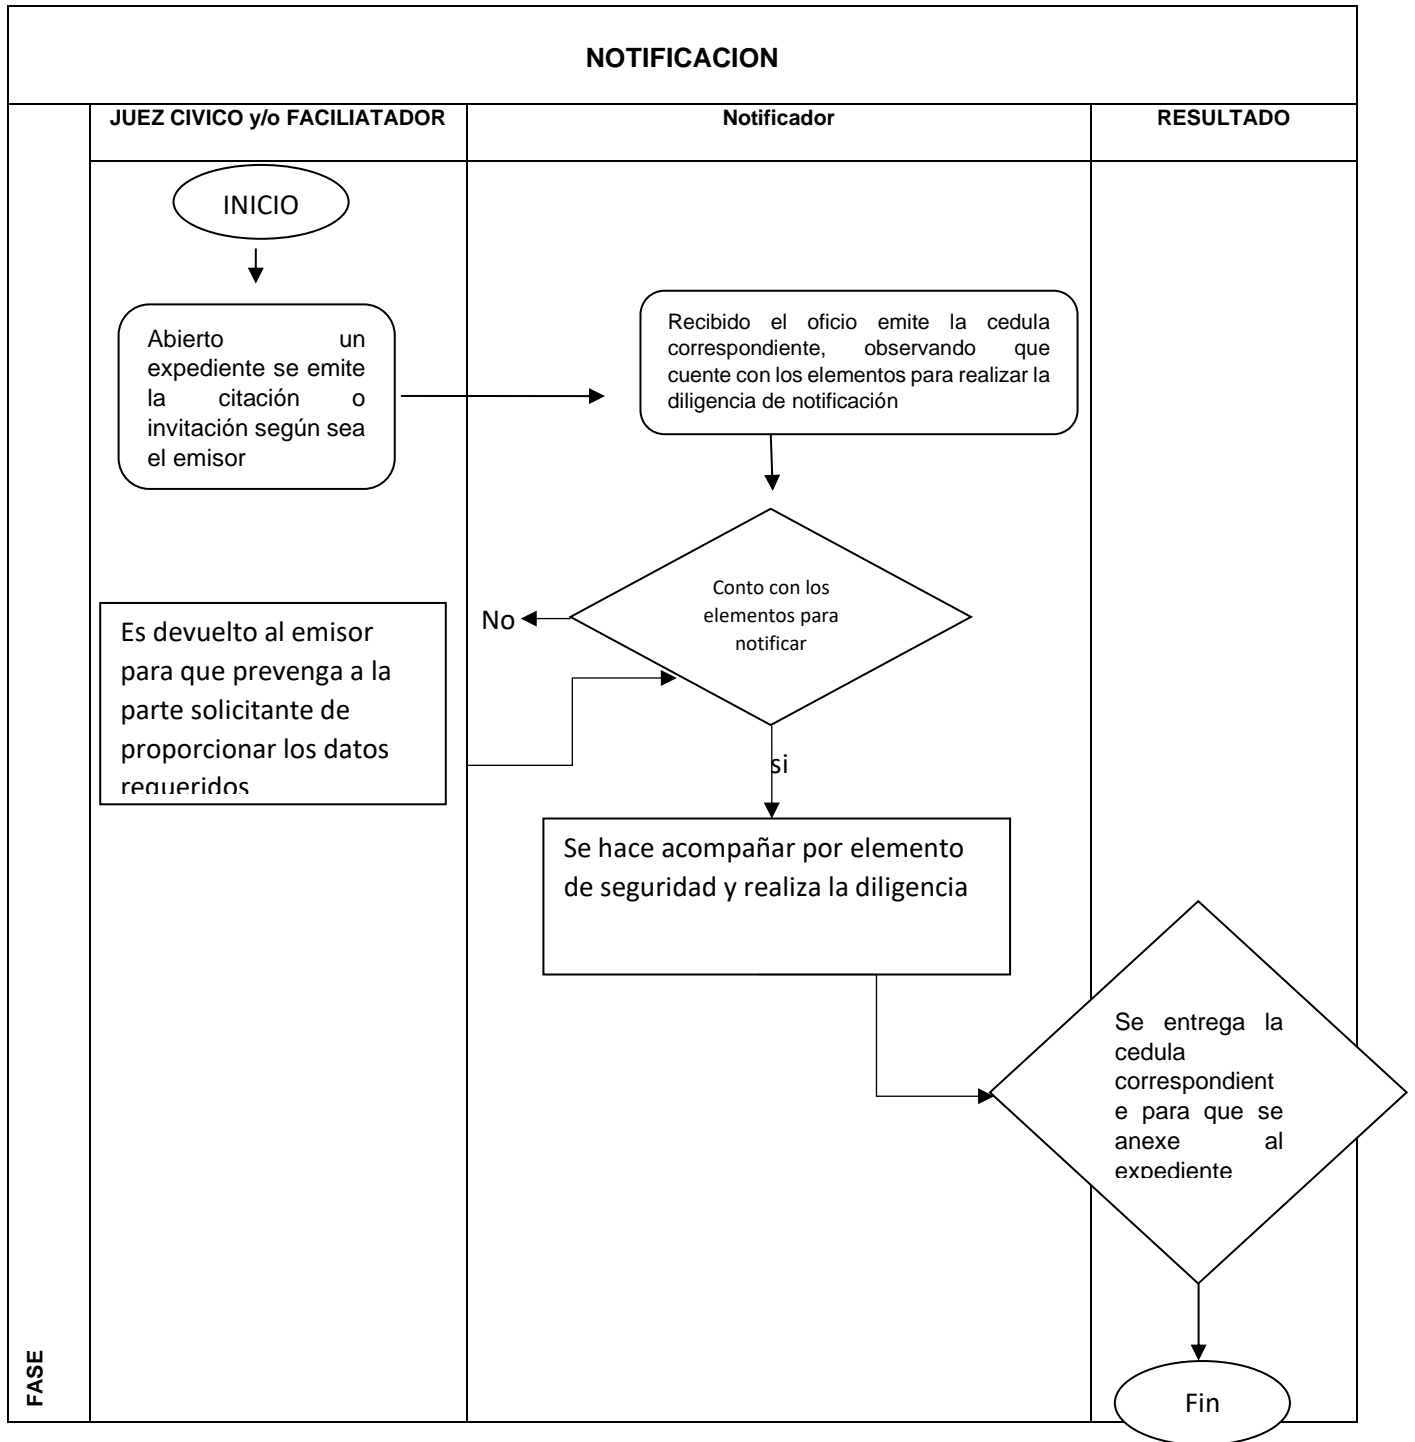 NOTIFICACION
JUEZ CIVICO y/o FACILIATADOR
Notificador
RESULTADO
INICIO
Abierto un
expediente se emite
la citación o
invitación según sea
el emisor
Recibido el oficio emite la cedula
correspondiente, observando que
cuente con los elementos para realizar la
diligencia de notificación
Conto con los
elementos para
notificar
No
Es devuelto al emisor
para que prevenga a la
parte solicitante de
proporcionar los datos
requeridos
si
Se hace acompañar por elemento
de seguridad y realiza la diligencia
Se entrega la
cedula
correspondient
e para que se
anexe al
expediente
Fin
FASE